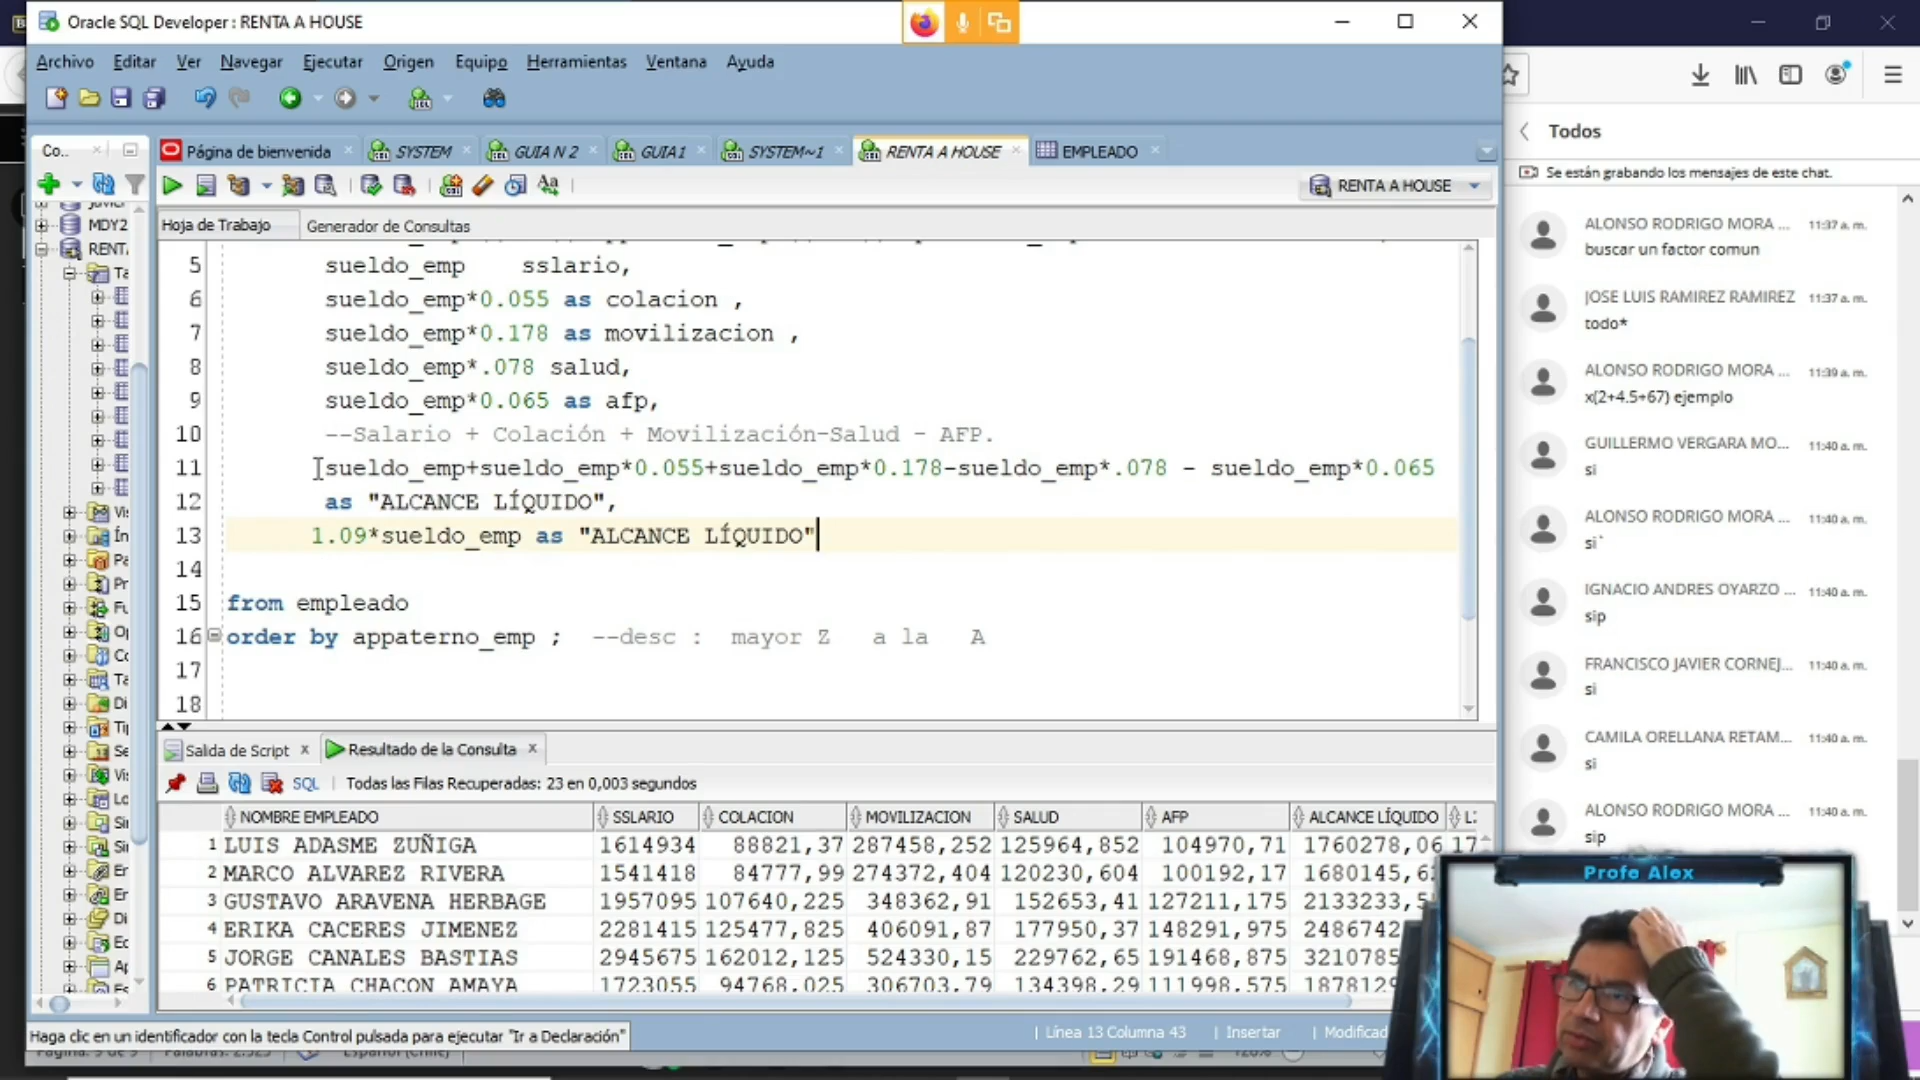 Oracle SQL Developer : RENTA A HOUSE
Archivo Editar Ver Navegar Ejecutar Origen Equipo Herramientas Ventana Ayuda
Co..
Página de bienvenida
SYSTEM
GUIA N 2
GUIA1
SYSTEM~1
RENTA A HOUSE
EMPLEADO
RENTA A HOUSE
Hoja de Trabajo
Generador de Consultas
MDY2
RENT
5 sueldo_emp sslario,
6 sueldo_emp*0.055 as colacion ,
7 sueldo_emp*0.178 as movilizacion ,
8 sueldo_emp*.078 salud,
9 sueldo_emp*0.065 as afp,
10 --Salario + Colación + Movilización-Salud - AFP.
11 sueldo_emp+sueldo_emp*0.055+sueldo_emp*0.178-sueldo_emp*.078 - sueldo_emp*0.065
12 as "ALCANCE LÍQUIDO",
13 1.09*sueldo_emp as "ALCANCE LÍQUIDO"
14
15 from empleado
16 order by appaterno_emp ; --desc : mayor Z a la A
17
18
Salida de Script
Resultado de la Consulta
SQL
Todas las Filas Recuperadas: 23 en 0,003 segundos
NOMBRE EMPLEADO SSLARIO COLACION MOVILIZACION SALUD AFP ALCANCE LÍQUIDO
1 LUIS ADASME ZUÑIGA 1614934 88821,37 287458,252 125964,852 104970,71 1760278,06 17
2 MARCO ALVAREZ RIVERA 1541418 84777,99 274372,404 120230,604 100192,17 1680145,6
3 GUSTAVO ARAVENA HERBAGE 1957095 107640,225 348362,91 152653,41 127211,175 2133233,5
4 ERIKA CACERES JIMENEZ 2281415 125477,825 406091,87 177950,37 148291,975 2486742
5 JORGE CANALES BASTIAS 2945675 162012,125 524330,15 229762,65 191468,875 3210785
6 PATRICIA CHACON AMAYA 1723055 94768,025 306703,79 134398,29 111998,575 1878129
Haga clic en un identificador con la tecla Control pulsada para ejecutar "Ir a Declaración"
Línea 13 Columna 43
Insertar
Modificad
Todos
Se están grabando los mensajes de este chat.
ALONSO RODRIGO MORA ... 11:37 a. m.
buscar un factor comun
JOSE LUIS RAMIREZ RAMIREZ 11:37 a. m.
todo*
ALONSO RODRIGO MORA ... 11:39 a. m.
x(2+4.5+67) ejemplo
GUILLERMO VERGARA MO... 11:40 a. m.
si
ALONSO RODRIGO MORA ... 11:40 a. m.
si`
IGNACIO ANDRES OYARZO ... 11:40 a. m.
sip
FRANCISCO JAVIER CORNEJ... 11:40 a. m.
si
CAMILA ORELLANA RETAM... 11:40 a. m.
si
ALONSO RODRIGO MORA ... 11:40 a. m.
sip
Profe Alex